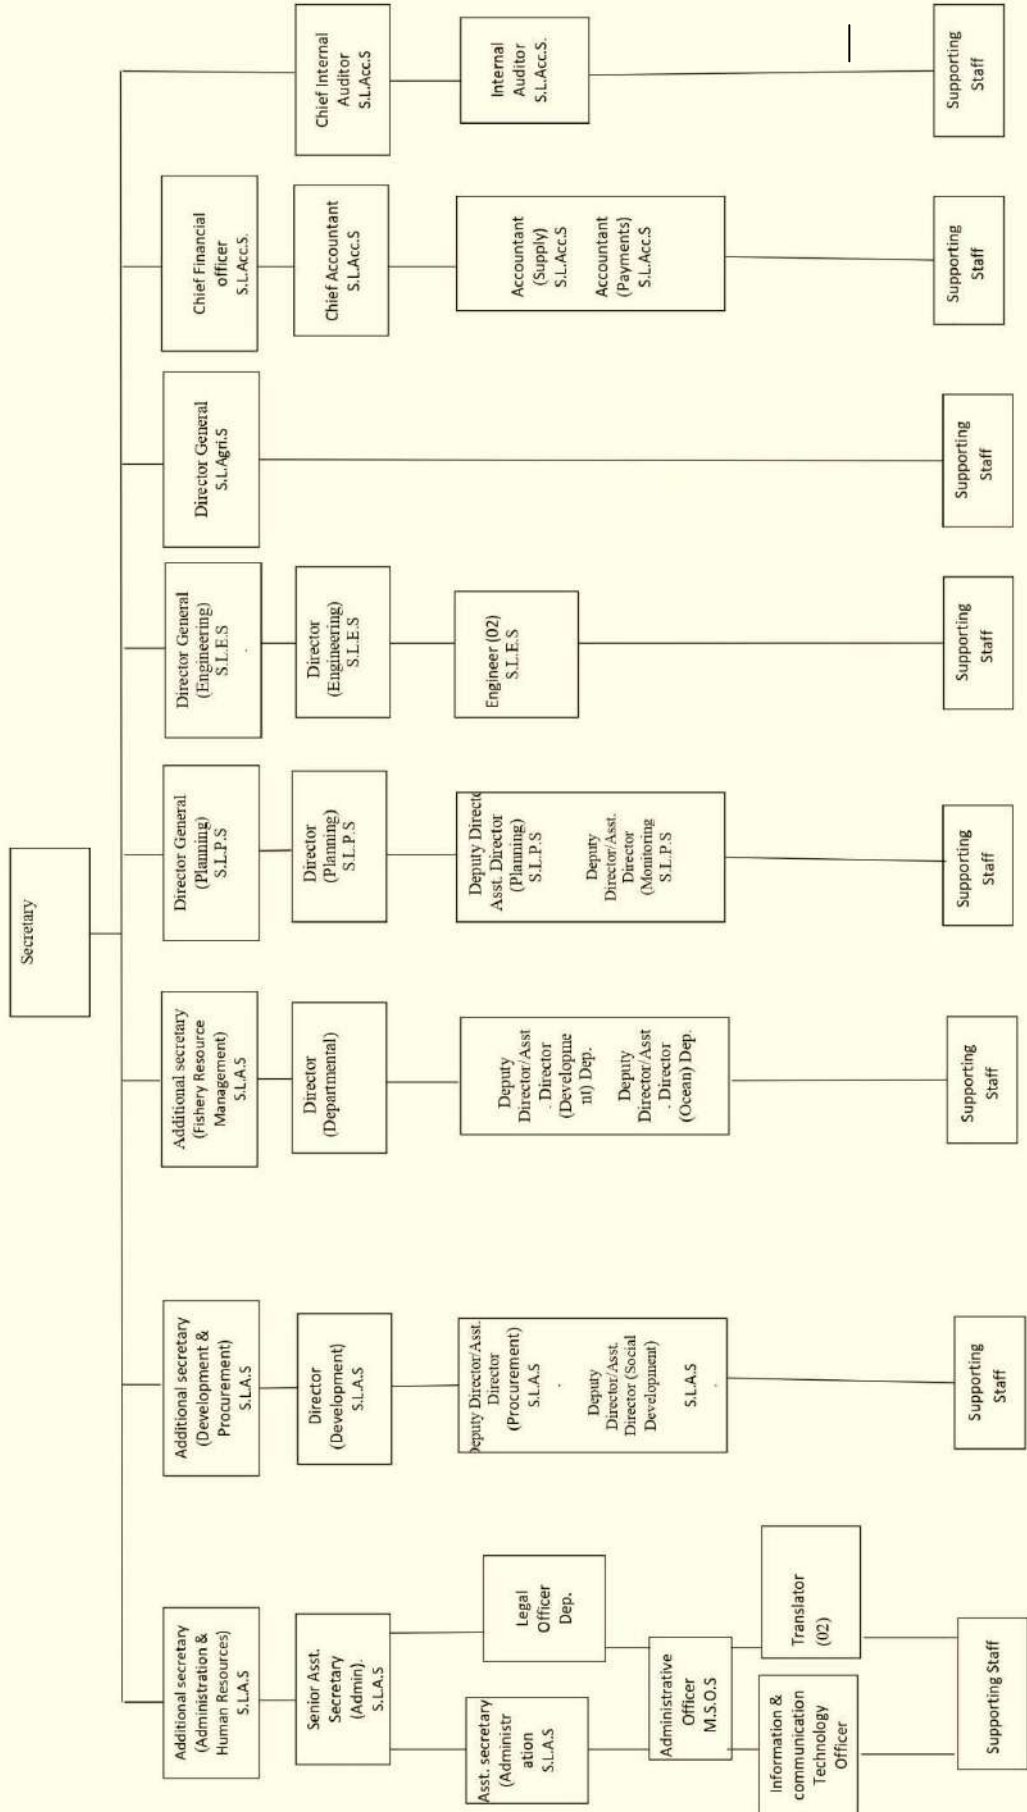 Secretary
Additional secretary
(Administration &
Human Resources)
S.L.A.S
Additional secretary
(Development &
Procurement)
S.L.A.S
Additional secretary
(Fishery Resource
Management)
S.L.A.S
Director General
(Planning)
S.L.P.S
Director General
(Engineering)
S.L.E.S
Director General
S.L.Agri.S
Chief Financial
officer
S.L.Acc.S.
Senior Asst.
Secretary
(Admin).
S.L.A.S
Director
(Development)
S.L.A.S
Director
(Departmental)
Director
(Planning)
S.L.P.S
Director
(Engineering)
S.L.E.S
Chief Accountant
S.L.Acc.S
Chief Internal
Auditor
S.L.Acc.S
Asst. secretary
(Administr
ation
S.L.A.S
Legal
Officer
Dep.
Deputy Director/Asst.
Director
(Procurement)
S.L.A.S
Deputy
Director/Asst.
Director (Social
Development)
S.L.A.S
Deputy
Director/Asst
. Director
(Developme
nt) Dep.
Deputy
Director/Asst
. Director
(Ocean) Dep.
Deputy Directo
Asst. Director
(Planning)
S.L.P.S
Deputy
Director/Asst.
Director
(Monitoring
S.L.P.S
Engineer (02)
S.L.E.S
Accountant
(Supply)
S.L.Acc.S
Accountant
(Payments)
S.L.Acc.S
Internal
Auditor
S.L.Acc.S.
Administrative
Officer
M.S.O.S
Information &
communication
Technology
Officer
Translator
(02)
Supporting Staff
Supporting
Staff
Supporting
Staff
Supporting
Staff
Supporting
Staff
Supporting
Staff
Supporting
Staff
Supporting
Staff